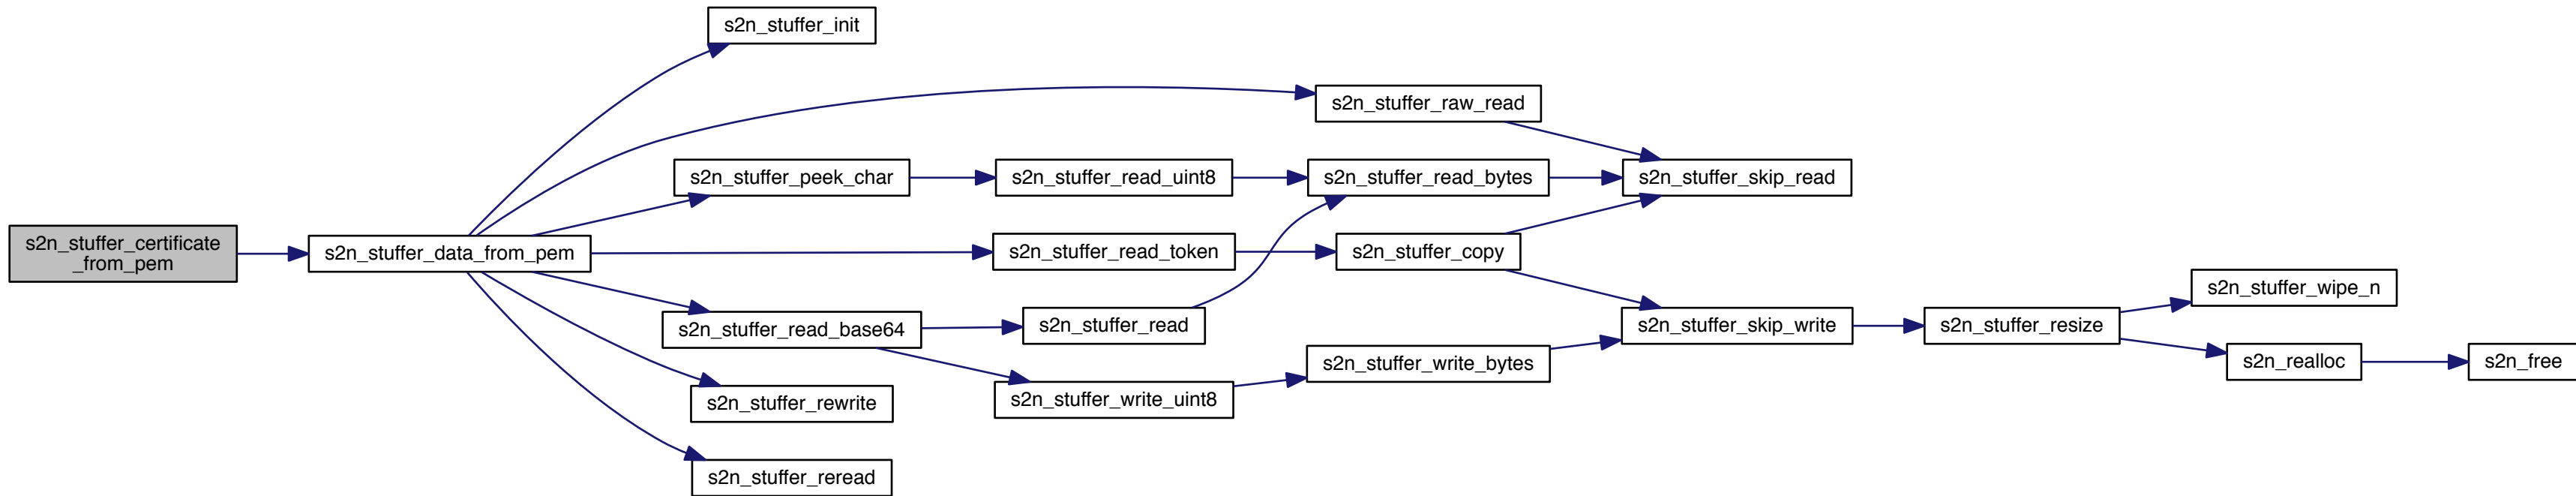 s2n_stuffer_init
s2n_stuffer_raw_read
s2n_stuffer_peek_char
s2n_stuffer_read_uint8
s2n_stuffer_read_bytes
s2n_stuffer_skip_read
s2n_stuffer_certificate
_from_pem
s2n_stuffer_data_from_pem
s2n_stuffer_read_token
s2n_stuffer_copy
s2n_stuffer_wipe_n
s2n_stuffer_read_base64
s2n_stuffer_read
s2n_stuffer_skip_write
s2n_stuffer_resize
s2n_stuffer_write_bytes
s2n_realloc
s2n_free
s2n_stuffer_rewrite
s2n_stuffer_write_uint8
s2n_stuffer_reread